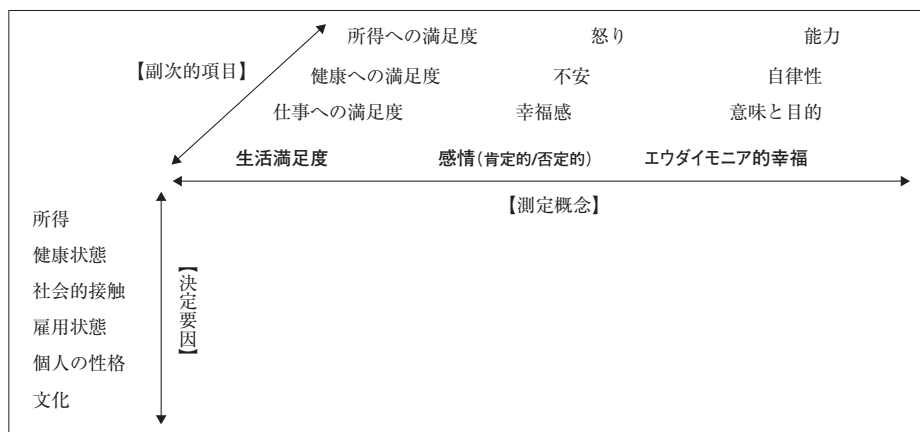 所得への満足度 怒り 能力
【副次的項目】
健康への満足度 不安 自律性
仕事への満足度 幸福感 意味と目的
生活満足度 感情（肯定的/否定的） エウダイモニア的幸福
【測定概念】
所得
健康状態
社会的接触
雇用状態
個人の性格
文化
【決定要因】